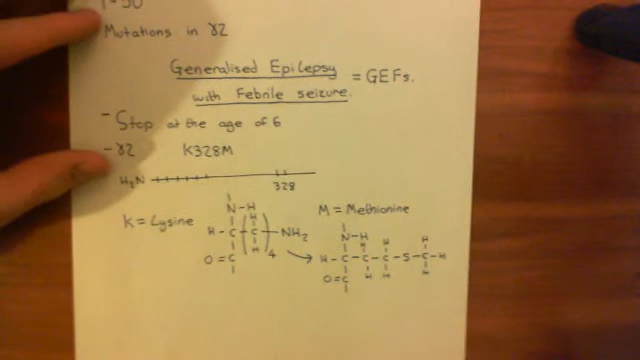 Mutations in γ2
Generalised Epilepsy = GEFs.
with Febrile seizure.
- Stop at the age of 6
- γ2 K328M
H₂N
328
K = Lysine
M = Methionine
N-H
H
H-C-(C)-NH₂
H 4
O=C
N-H H H H
H-C-C-C-S-C-H
H H H
O=C